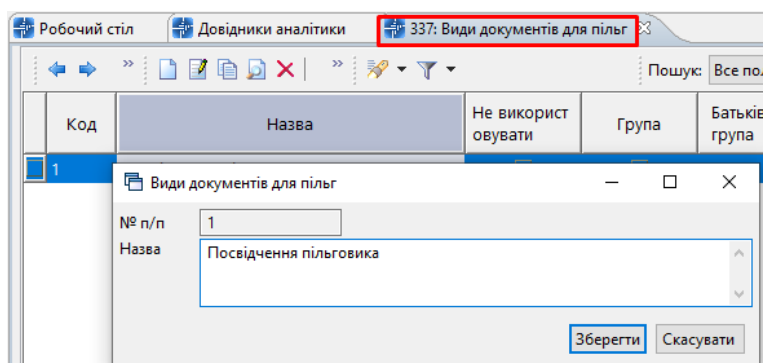 Робочий стіл Довідники аналітики 337: Види документів для пільг
» » Пошук: Все по
Код Назва Не використ Група Батьків
овувати група
1
Види документів для пільг
№ п/п 1
Назва Посвідчення пільговика
Зберегти Скасувати